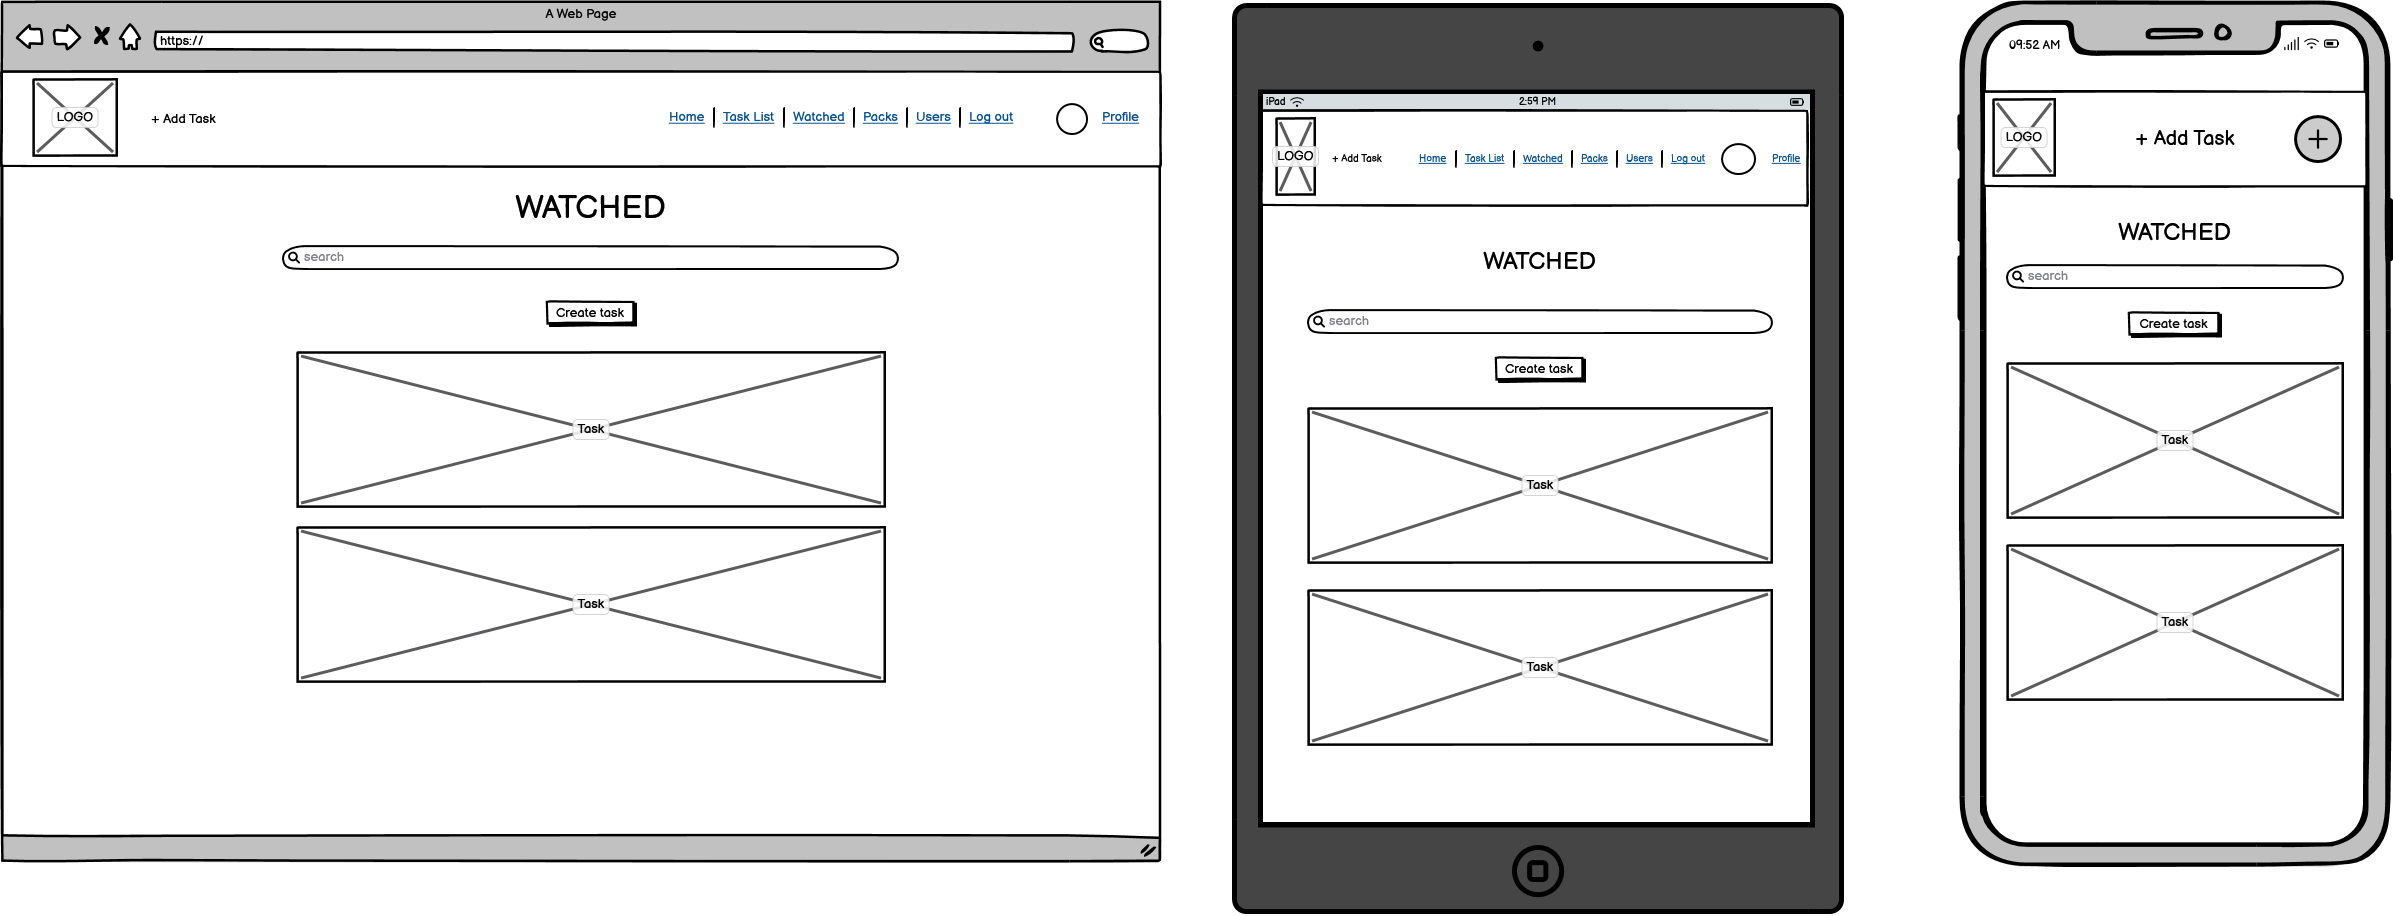 A Web Page
https://
LOGO
+ Add Task
Home
Task List
Watched
Packs
Users
Log out
Profile
WATCHED
search
Create task
Task
Task
iPad
2:59 PM
LOGO
+ Add Task
Home
Task List
Watched
Packs
Users
Log out
Profile
WATCHED
search
Create task
Task
Task
09:52 AM
LOGO
+ Add Task
WATCHED
search
Create task
Task
Task